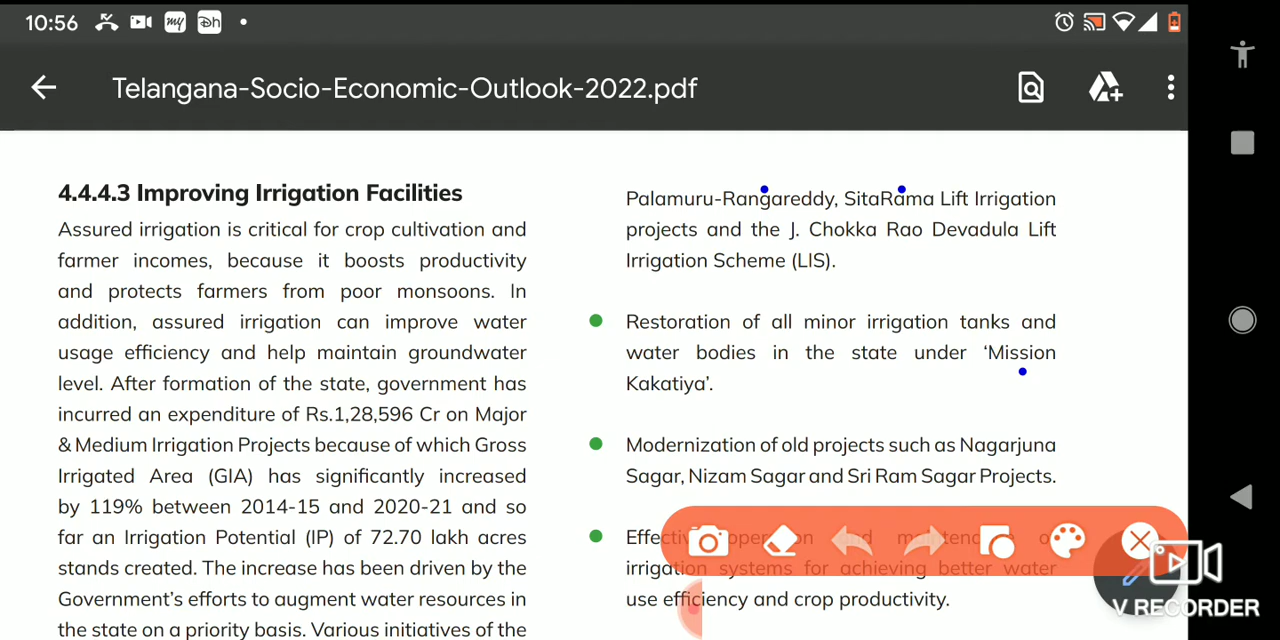 10:56
my
Dh
Telangana-Socio-Economic-Outlook-2022.pdf
4.4.4.3 Improving Irrigation Facilities
Assured irrigation is critical for crop cultivation and
farmer incomes, because it boosts productivity
and protects farmers from poor monsoons. In
addition, assured irrigation can improve water
usage efficiency and help maintain groundwater
level. After formation of the state, government has
incurred an expenditure of Rs.1,28,596 Cr on Major
& Medium Irrigation Projects because of which Gross
Irrigated Area (GIA) has significantly increased
by 119% between 2014-15 and 2020-21 and so
far an Irrigation Potential (IP) of 72.70 lakh acres
stands created. The increase has been driven by the
Government's efforts to augment water resources in
the state on a priority basis. Various initiatives of the
Palamuru-Rangareddy, SitaRama Lift Irrigation
projects and the J. Chokka Rao Devadula Lift
Irrigation Scheme (LIS).
Restoration of all minor irrigation tanks and
water bodies in the state under ‘Mission
Kakatiya’.
Modernization of old projects such as Nagarjuna
Sagar, Nizam Sagar and Sri Ram Sagar Projects.
irrigation systems for achieving better water
use efficiency and crop productivity.
V RECORDER